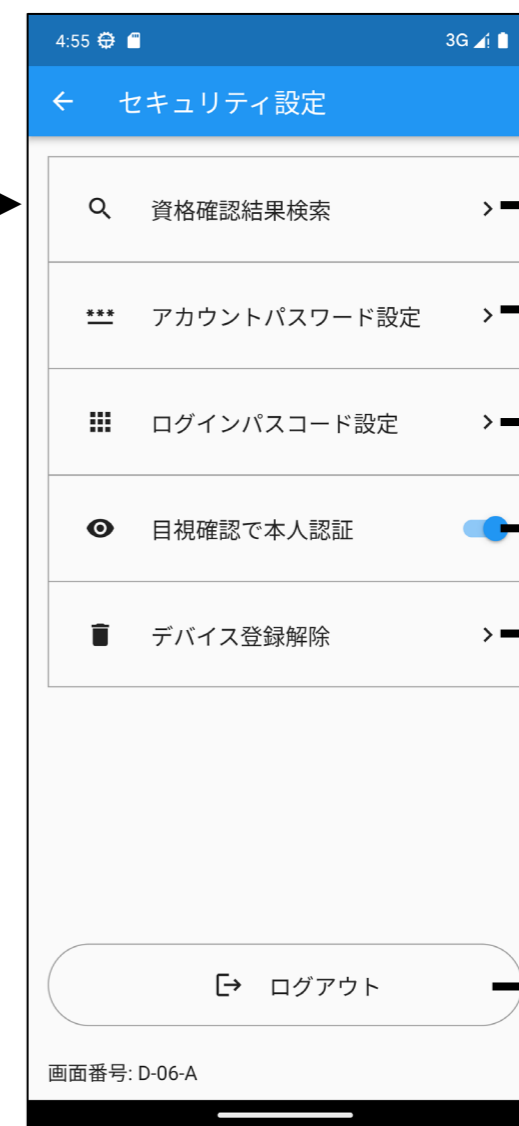 4:55
3G
セキュリティ設定
資格確認結果検索
アカウントパスワード設定
ログインパスコード設定
目視確認で本人認証
デバイス登録解除
ログアウト
画面番号: D-06-A